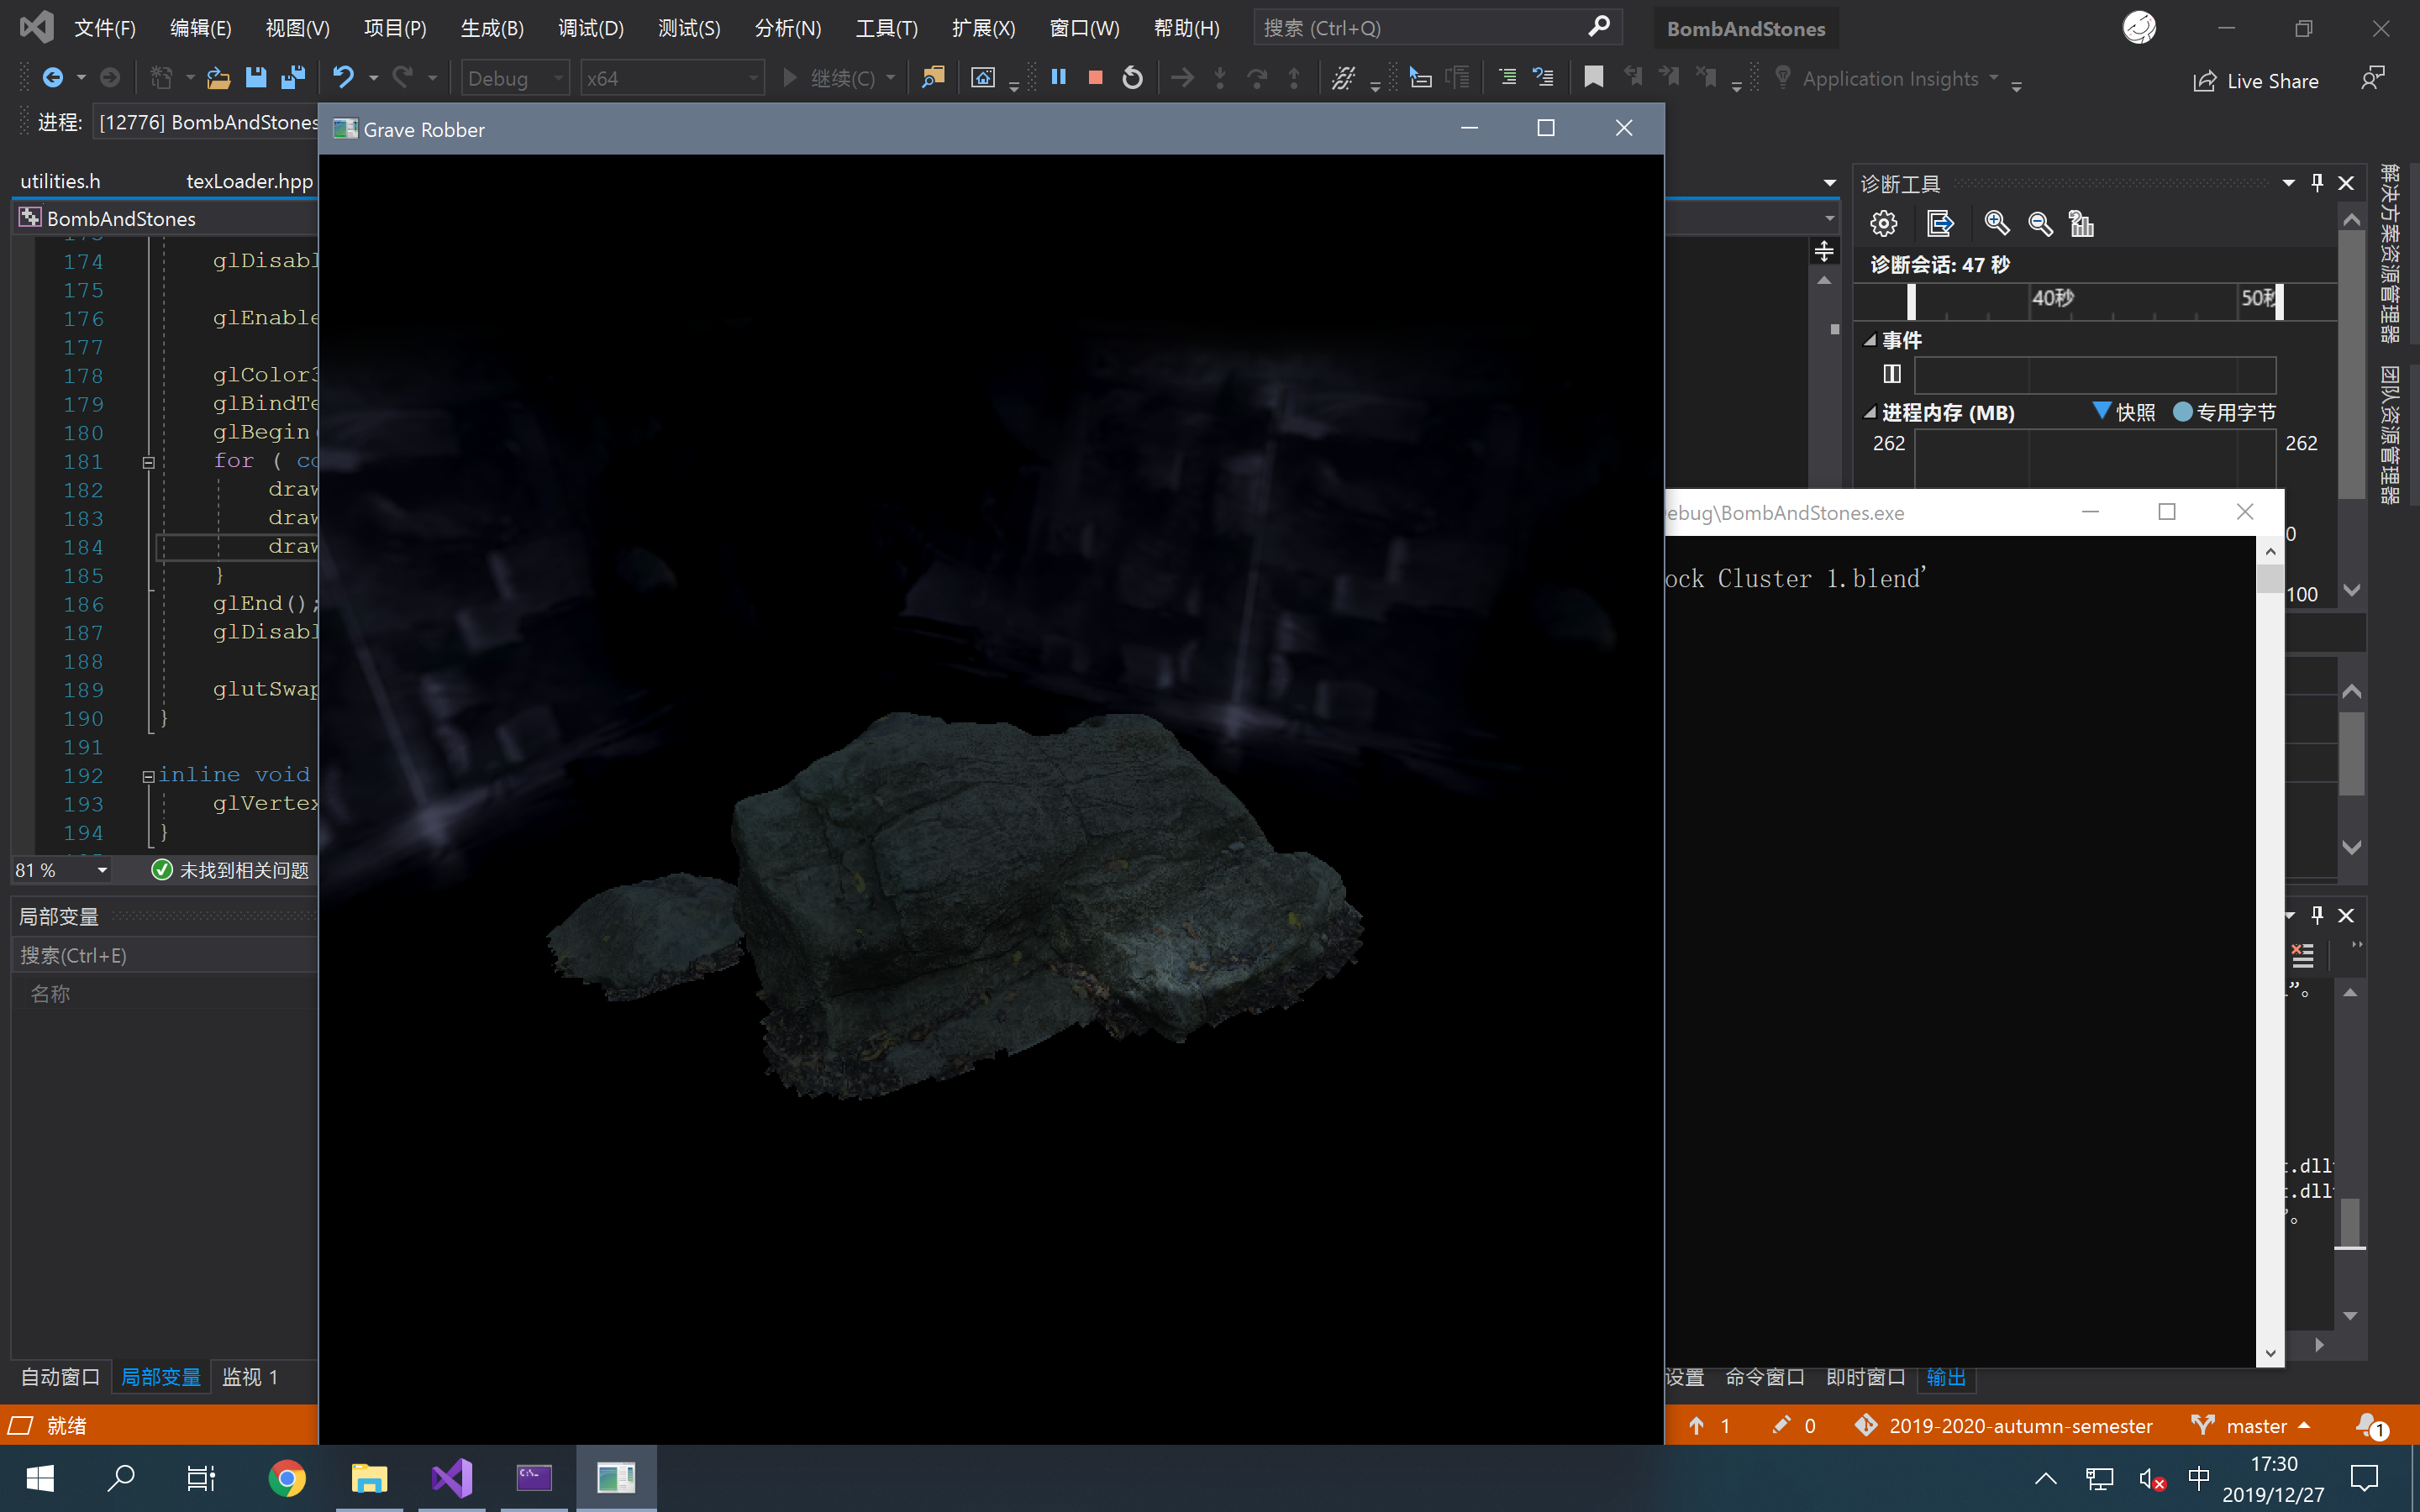 文件(F) 编辑(E) 视图(V) 项目(P) 生成(B) 调试(D) 测试(S) 分析(N) 工具(T) 扩展(X) 窗口(W) 帮助(H) 搜索 (Ctrl+Q) BombAndStones
Debug x64 继续(C) Application Insights Live Share
进程: [12776] BombAndStones
Grave Robber
utilities.h texLoader.hpp
BombAndStones
174 glDisabl
175
176 glEnable
177
178 glColor3
179 glBindTe
180 glBegin(
181 for ( co
182 draw
183 draw
184 draw
185 }
186 glEnd();
187 glDisabl
188
189 glutSwap
190 }
191
192 inline void
193 glVertex
194 }
81 % 未找到相关问题
局部变量
搜索(Ctrl+E)
名称
自动窗口 局部变量 监视 1
诊断工具
诊断会话: 47 秒
40秒 50秒
事件
进程内存 (MB) 快照 专用字节
262 262
0
100
解决方案资源管理器
团队资源管理器
ebug\BombAndStones.exe
ock Cluster 1.blend'
”。
t.dll
t.dll
”。
设置 命令窗口 即时窗口 输出
就绪 1 0 2019-2020-autumn-semester master 1
C:\_
中
17:30
2019/12/27